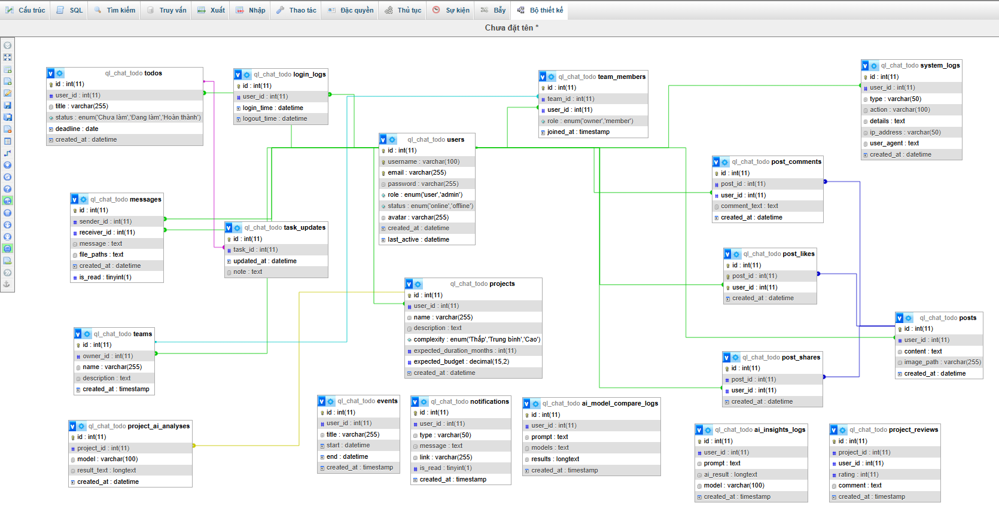 Cấu trúc SQL Tìm kiếm Truy vấn Xuất Nhập Thao tác Đặc quyền Thủ tục Sự kiện Bẫy Bộ thiết kế
Chưa đặt tên *
v ql_chat_todo todos
id : int(11)
# user_id : int(11)
title : varchar(255)
status : enum('Chưa làm','Đang làm','Hoàn thành')
deadline : date
created_at : datetime
v ql_chat_todo login_logs
id : int(11)
# user_id : int(11)
login_time : datetime
logout_time : datetime
v ql_chat_todo team_members
id : int(11)
# team_id : int(11)
# user_id : int(11)
role : enum('owner','member')
joined_at : timestamp
v ql_chat_todo system_logs
id : int(11)
# user_id : int(11)
type : varchar(50)
action : varchar(100)
details : text
ip_address : varchar(50)
user_agent : text
created_at : datetime
v ql_chat_todo users
id : int(11)
username : varchar(100)
email : varchar(255)
password : varchar(255)
role : enum('user','admin')
status : enum('online','offline')
avatar : varchar(255)
created_at : datetime
last_active : datetime
v ql_chat_todo post_comments
id : int(11)
# post_id : int(11)
# user_id : int(11)
comment_text : text
created_at : datetime
v ql_chat_todo messages
id : int(11)
# sender_id : int(11)
# receiver_id : int(11)
message : text
file_paths : text
created_at : datetime
# is_read : tinyint(1)
v ql_chat_todo task_updates
id : int(11)
# task_id : int(11)
updated_at : datetime
note : text
v ql_chat_todo post_likes
id : int(11)
post_id : int(11)
user_id : int(11)
created_at : datetime
v ql_chat_todo projects
id : int(11)
# user_id : int(11)
name : varchar(255)
description : text
complexity : enum('Thấp','Trung bình','Cao')
# expected_duration_months : int(11)
# expected_budget : decimal(15,2)
created_at : datetime
v ql_chat_todo posts
id : int(11)
# user_id : int(11)
content : text
image_path : varchar(255)
created_at : datetime
v ql_chat_todo teams
id : int(11)
# owner_id : int(11)
name : varchar(255)
description : text
created_at : timestamp
v ql_chat_todo post_shares
id : int(11)
# post_id : int(11)
# user_id : int(11)
created_at : datetime
v ql_chat_todo events
id : int(11)
# user_id : int(11)
title : varchar(255)
start : datetime
end : datetime
created_at : timestamp
v ql_chat_todo notifications
id : int(11)
# user_id : int(11)
type : varchar(50)
message : text
link : varchar(255)
# is_read : tinyint(1)
created_at : timestamp
v ql_chat_todo ai_model_compare_logs
id : int(11)
# user_id : int(11)
prompt : text
models : text
results : longtext
created_at : timestamp
v ql_chat_todo project_ai_analyses
id : int(11)
# project_id : int(11)
model : varchar(100)
result_text : longtext
created_at : datetime
v ql_chat_todo ai_insights_logs
id : int(11)
# user_id : int(11)
prompt : text
ai_result : longtext
model : varchar(100)
created_at : timestamp
v ql_chat_todo project_reviews
id : int(11)
# project_id : int(11)
# user_id : int(11)
# rating : int(11)
comment : text
created_at : timestamp